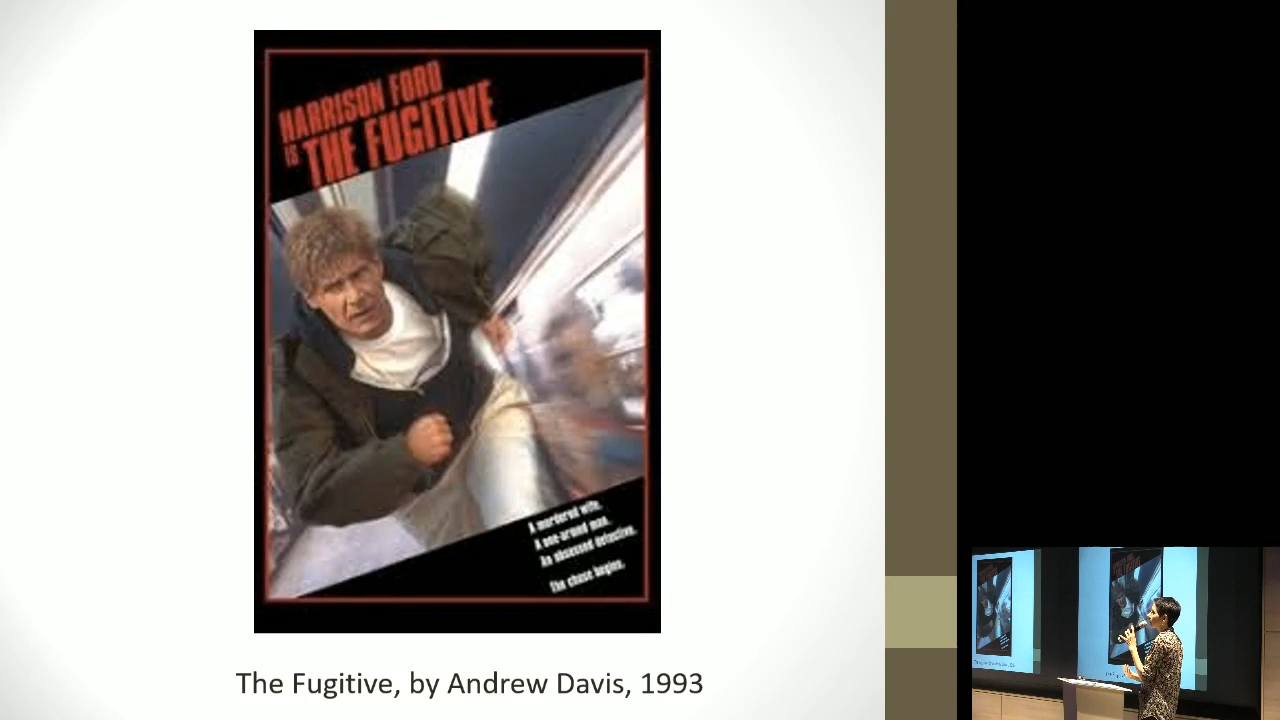 HARRISON FORD
IS THE FUGITIVE
A murdered wife.
A one-armed man.
An obsessed detective.
The chase begins.
The Fugitive, by Andrew Davis, 1993